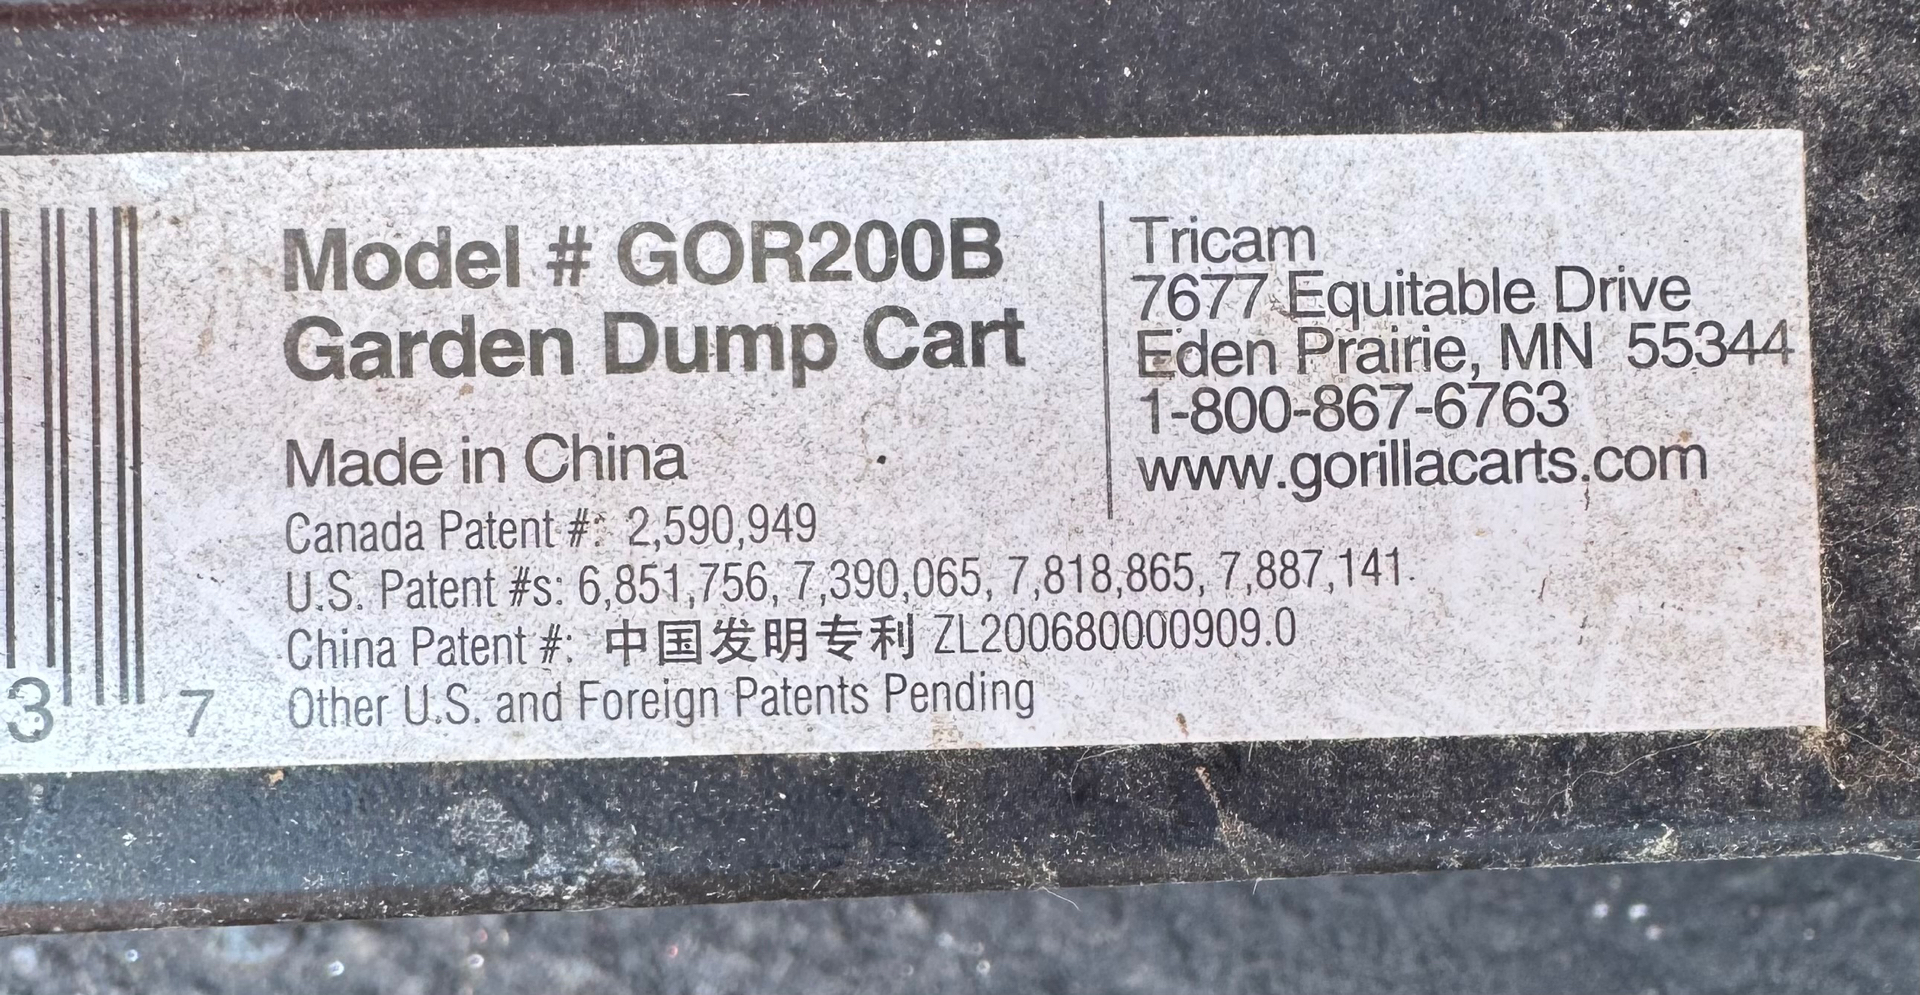 Model # GOR200B
Garden Dump Cart
Made in China
Canada Patent #: 2,590,949
U.S. Patent #s: 6,851,756, 7,390,065, 7,818,865, 7,887,141.
China Patent #: 中国发明专利 ZL200680000909.0
Other U.S. and Foreign Patents Pending
Tricam
7677 Equitable Drive
Eden Prairie, MN 55344
1-800-867-6763
www.gorillacarts.com
3 7